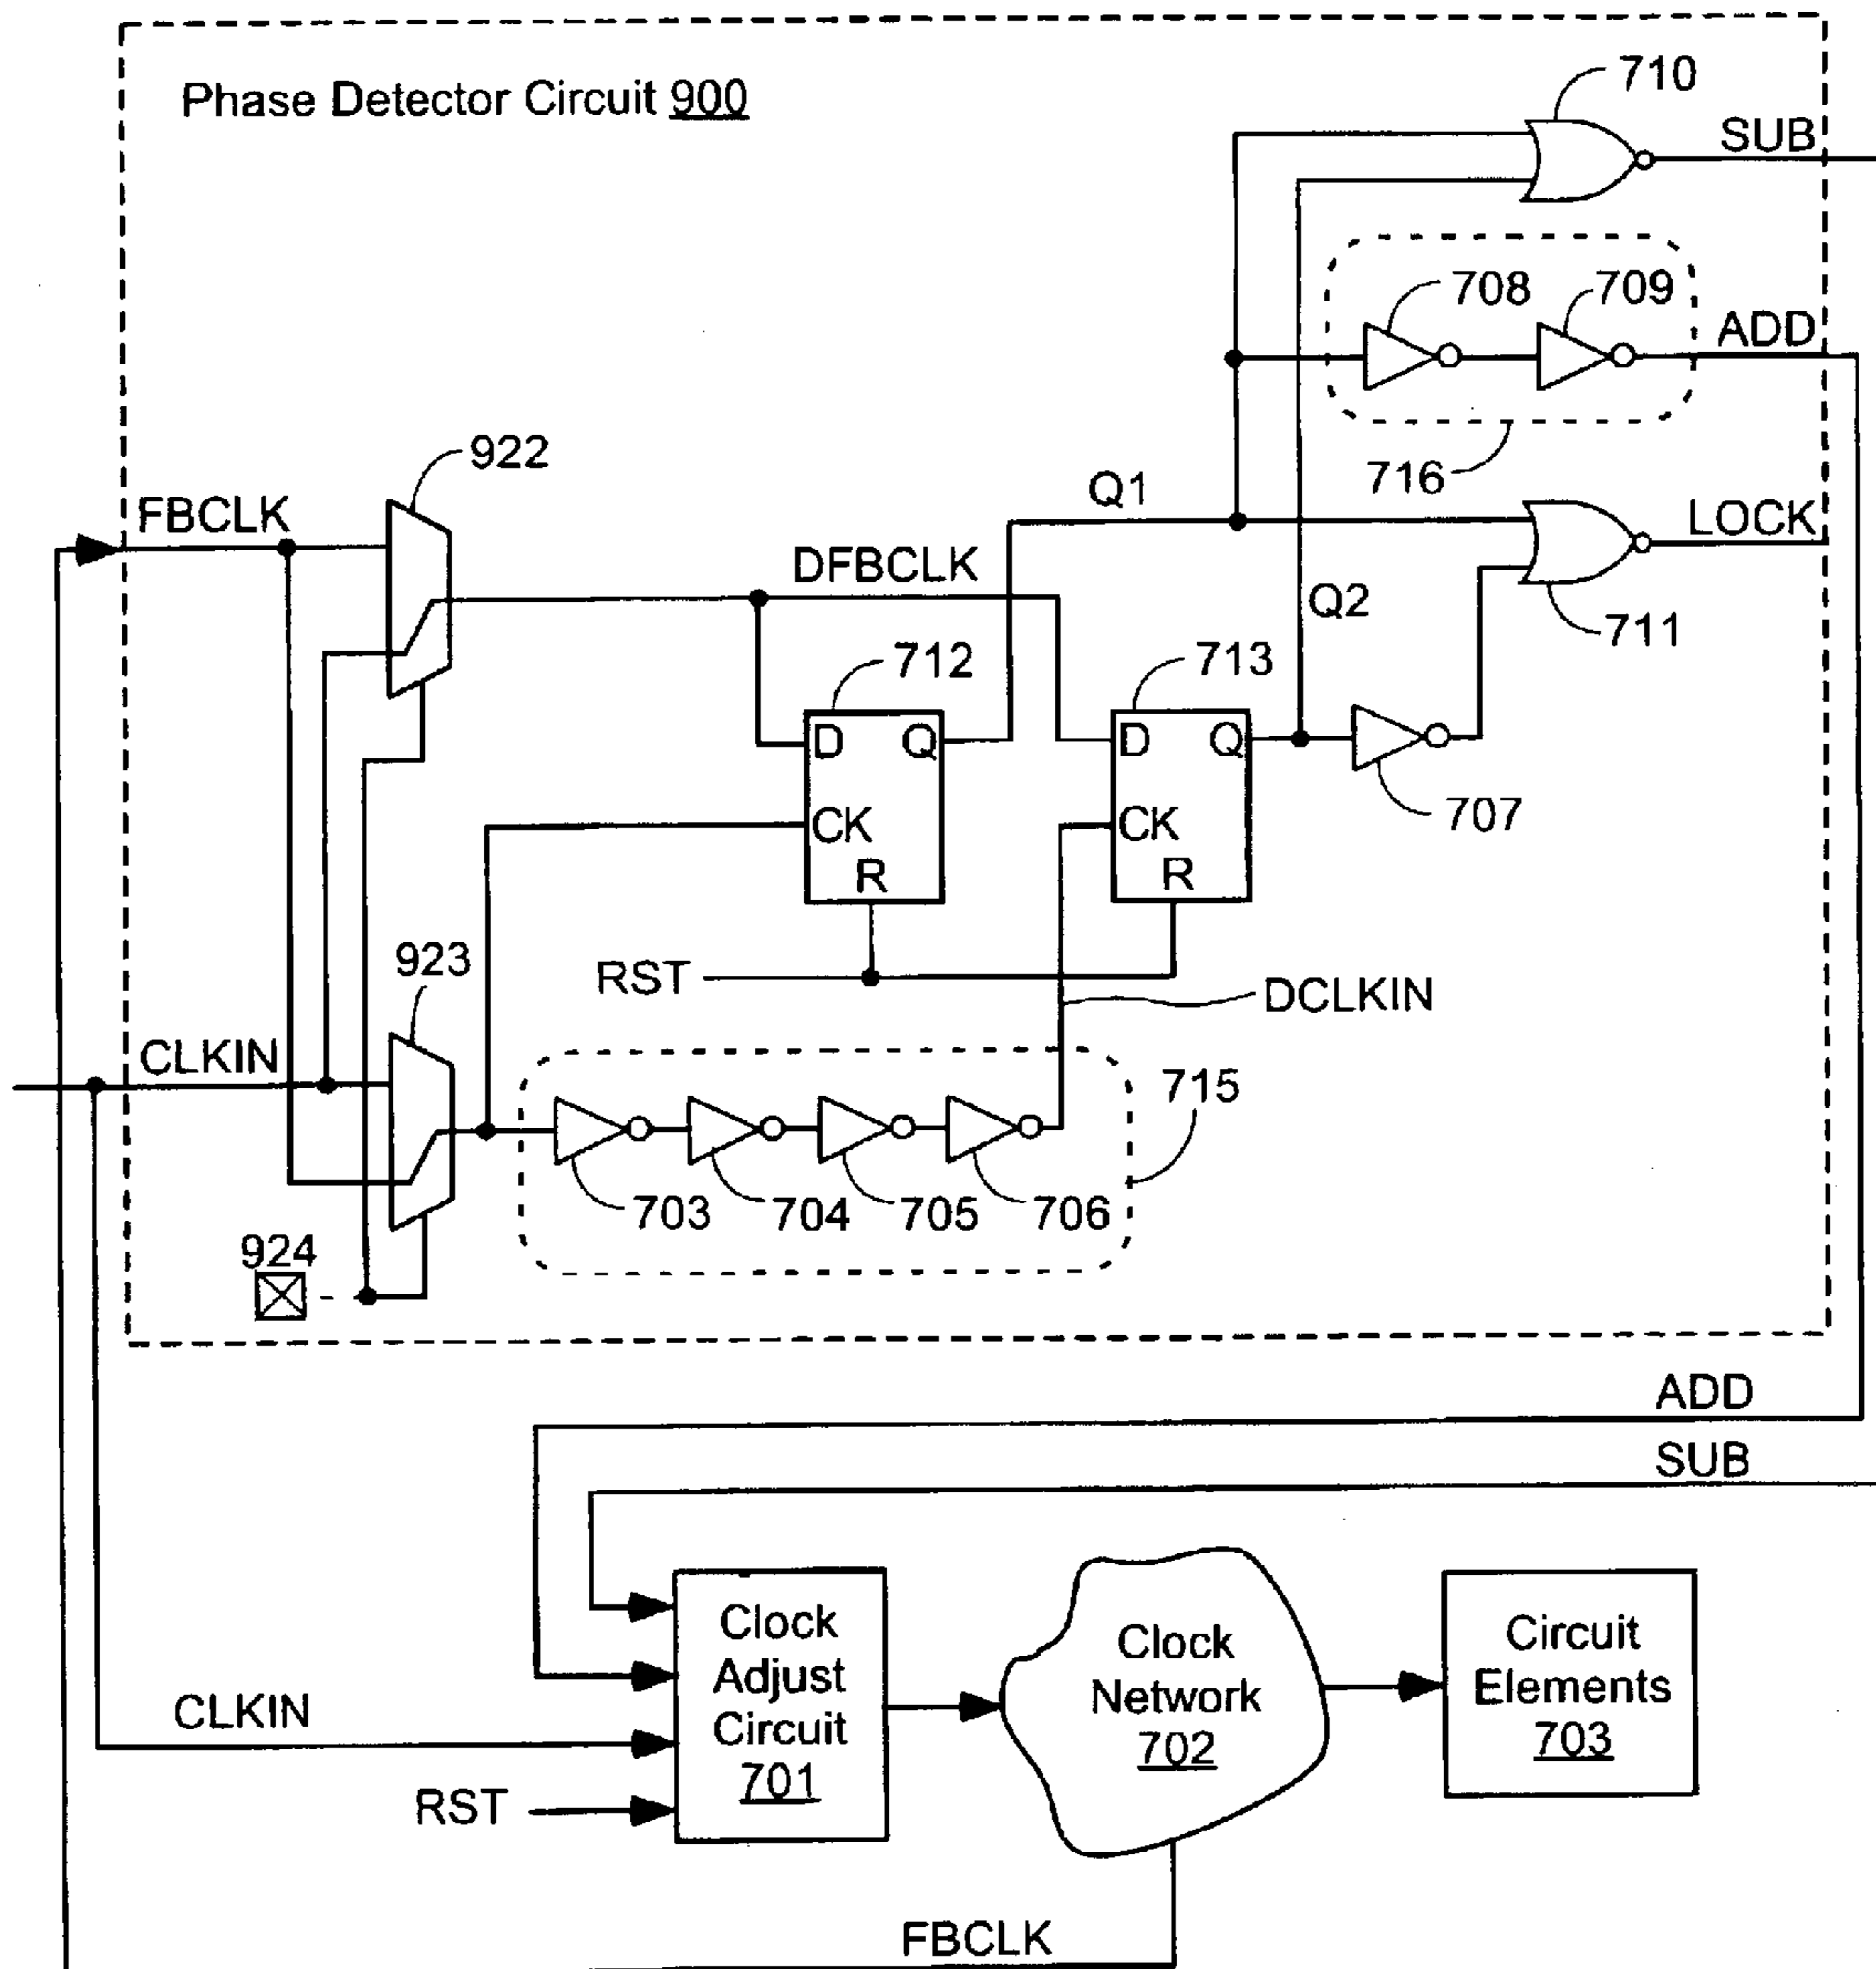 Phase Detector Circuit 900
710
SUB
708
709
ADD
716
922
FBCLK
Q1
LOCK
DFBCLK
Q2
711
712
713
D
Q
D
Q
707
CK
CK
R
R
923
RST
DCLKIN
CLKIN
715
703
704
705
706
924
ADD
SUB
Clock
Adjust
Circuit
701
Clock
Network
702
Circuit
Elements
703
CLKIN
RST
FBCLK